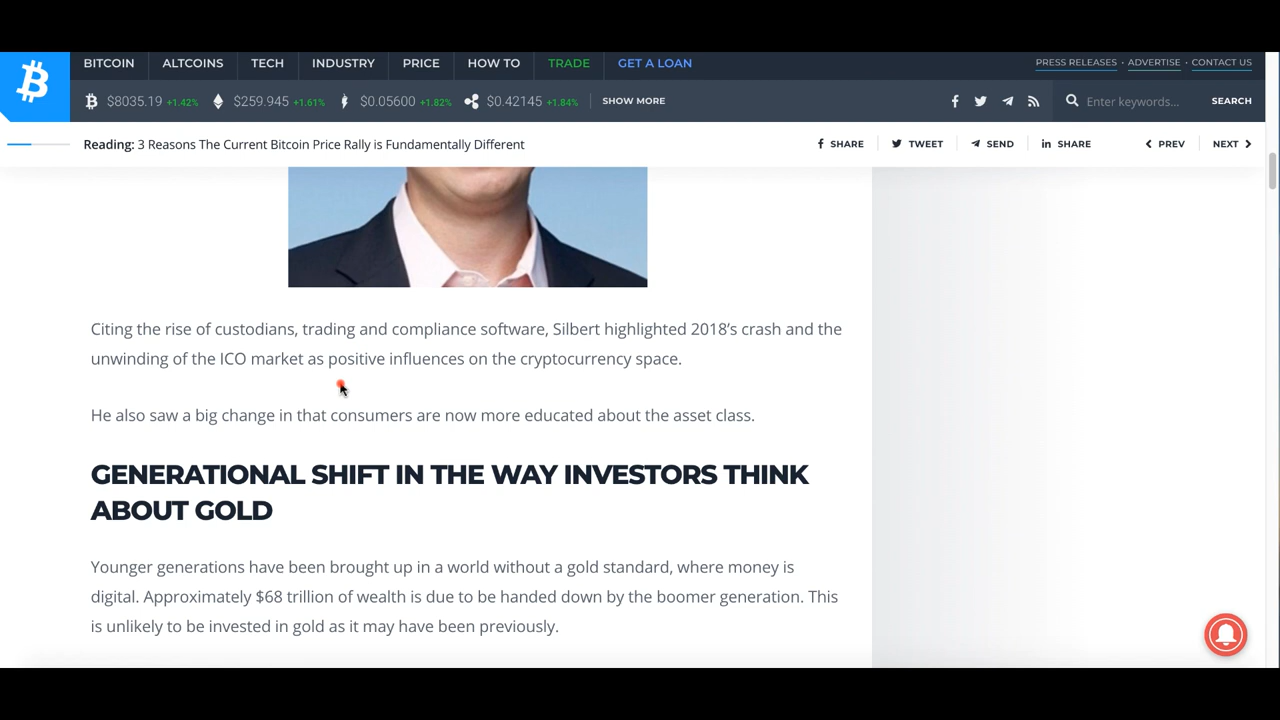 BITCOIN ALTCOINS TECH INDUSTRY PRICE HOW TO TRADE GET A LOAN PRESS RELEASES · ADVERTISE · CONTACT US
$8035.19 +1.42% $259.945 +1.61% $0.05600 +1.82% $0.42145 +1.84% SHOW MORE Enter keywords... SEARCH
Reading: 3 Reasons The Current Bitcoin Price Rally is Fundamentally Different SHARE TWEET SEND SHARE PREV NEXT
Citing the rise of custodians, trading and compliance software, Silbert highlighted 2018’s crash and the
unwinding of the ICO market as positive influences on the cryptocurrency space.
He also saw a big change in that consumers are now more educated about the asset class.
GENERATIONAL SHIFT IN THE WAY INVESTORS THINK
ABOUT GOLD
Younger generations have been brought up in a world without a gold standard, where money is
digital. Approximately $68 trillion of wealth is due to be handed down by the boomer generation. This
is unlikely to be invested in gold as it may have been previously.